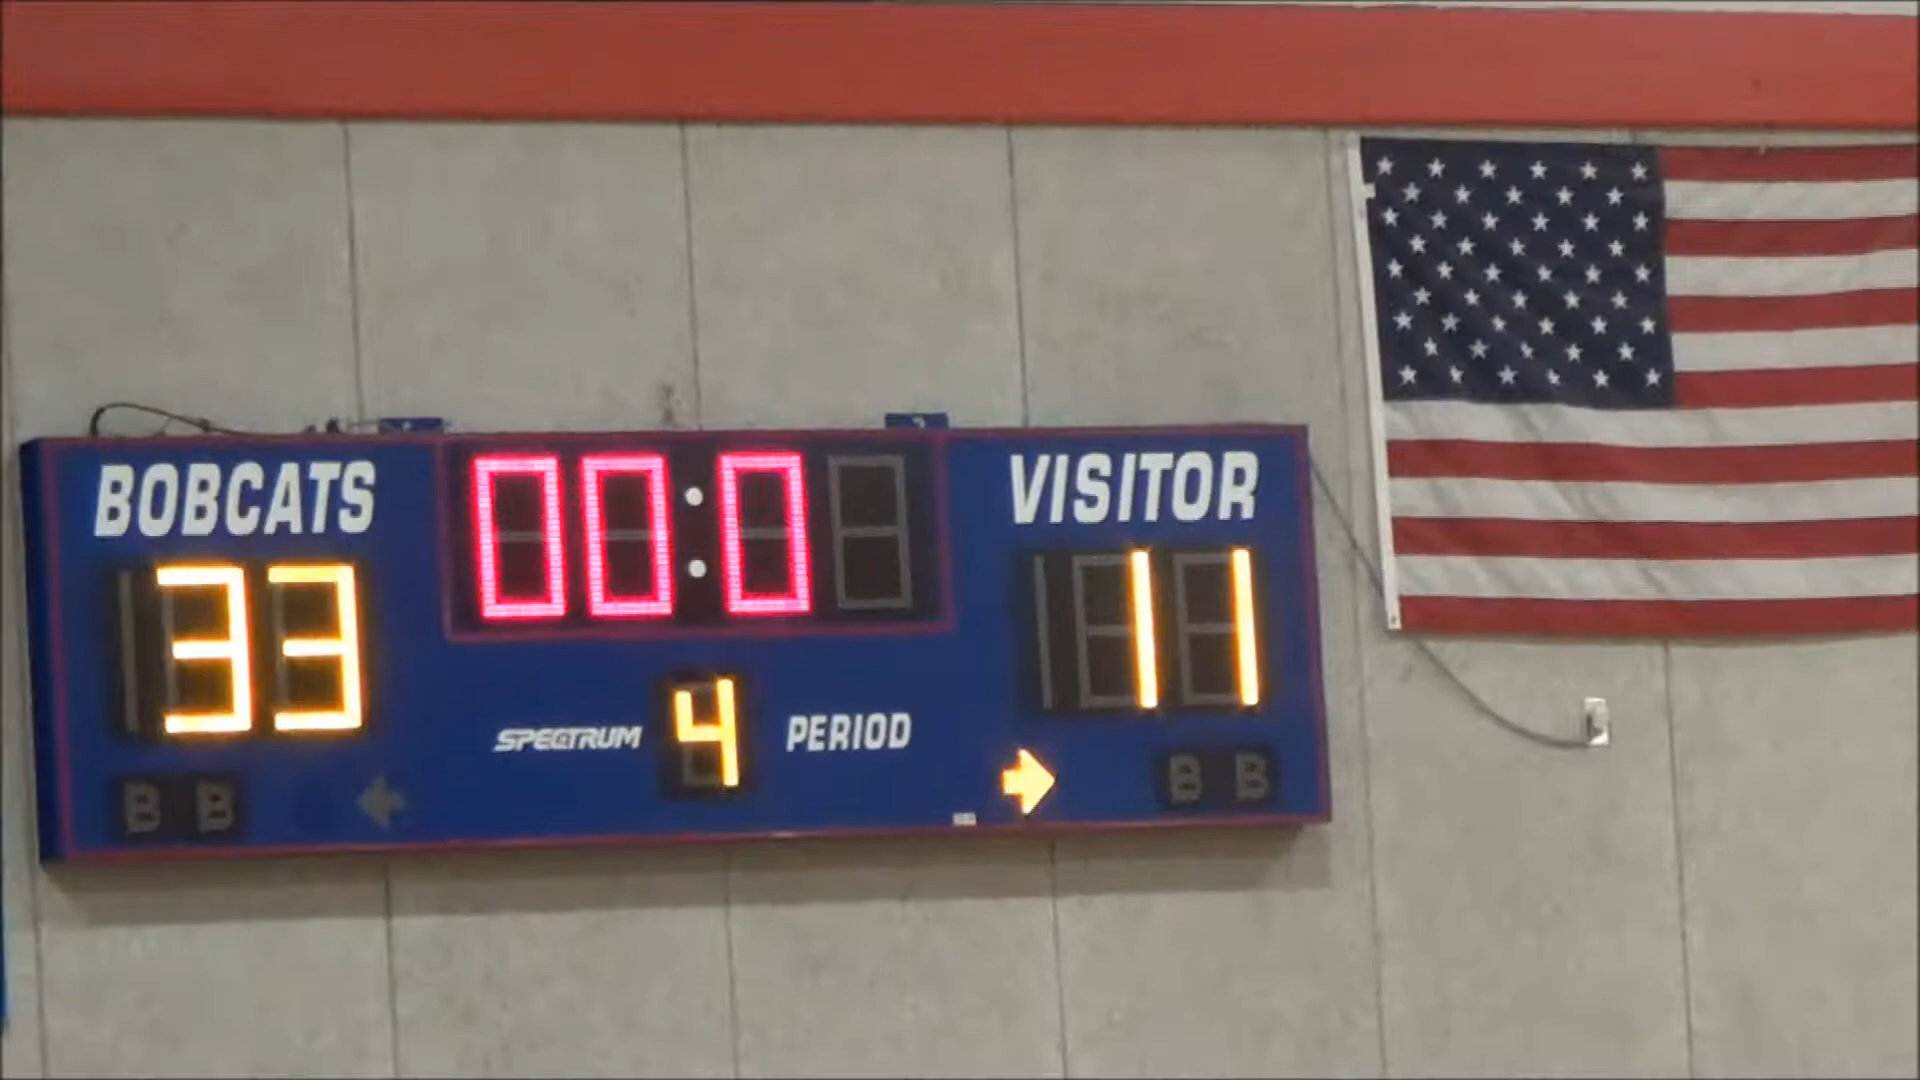 BOBCATS 00:0 VISITOR
33 11
SPECTRUM 4 PERIOD
B B B B